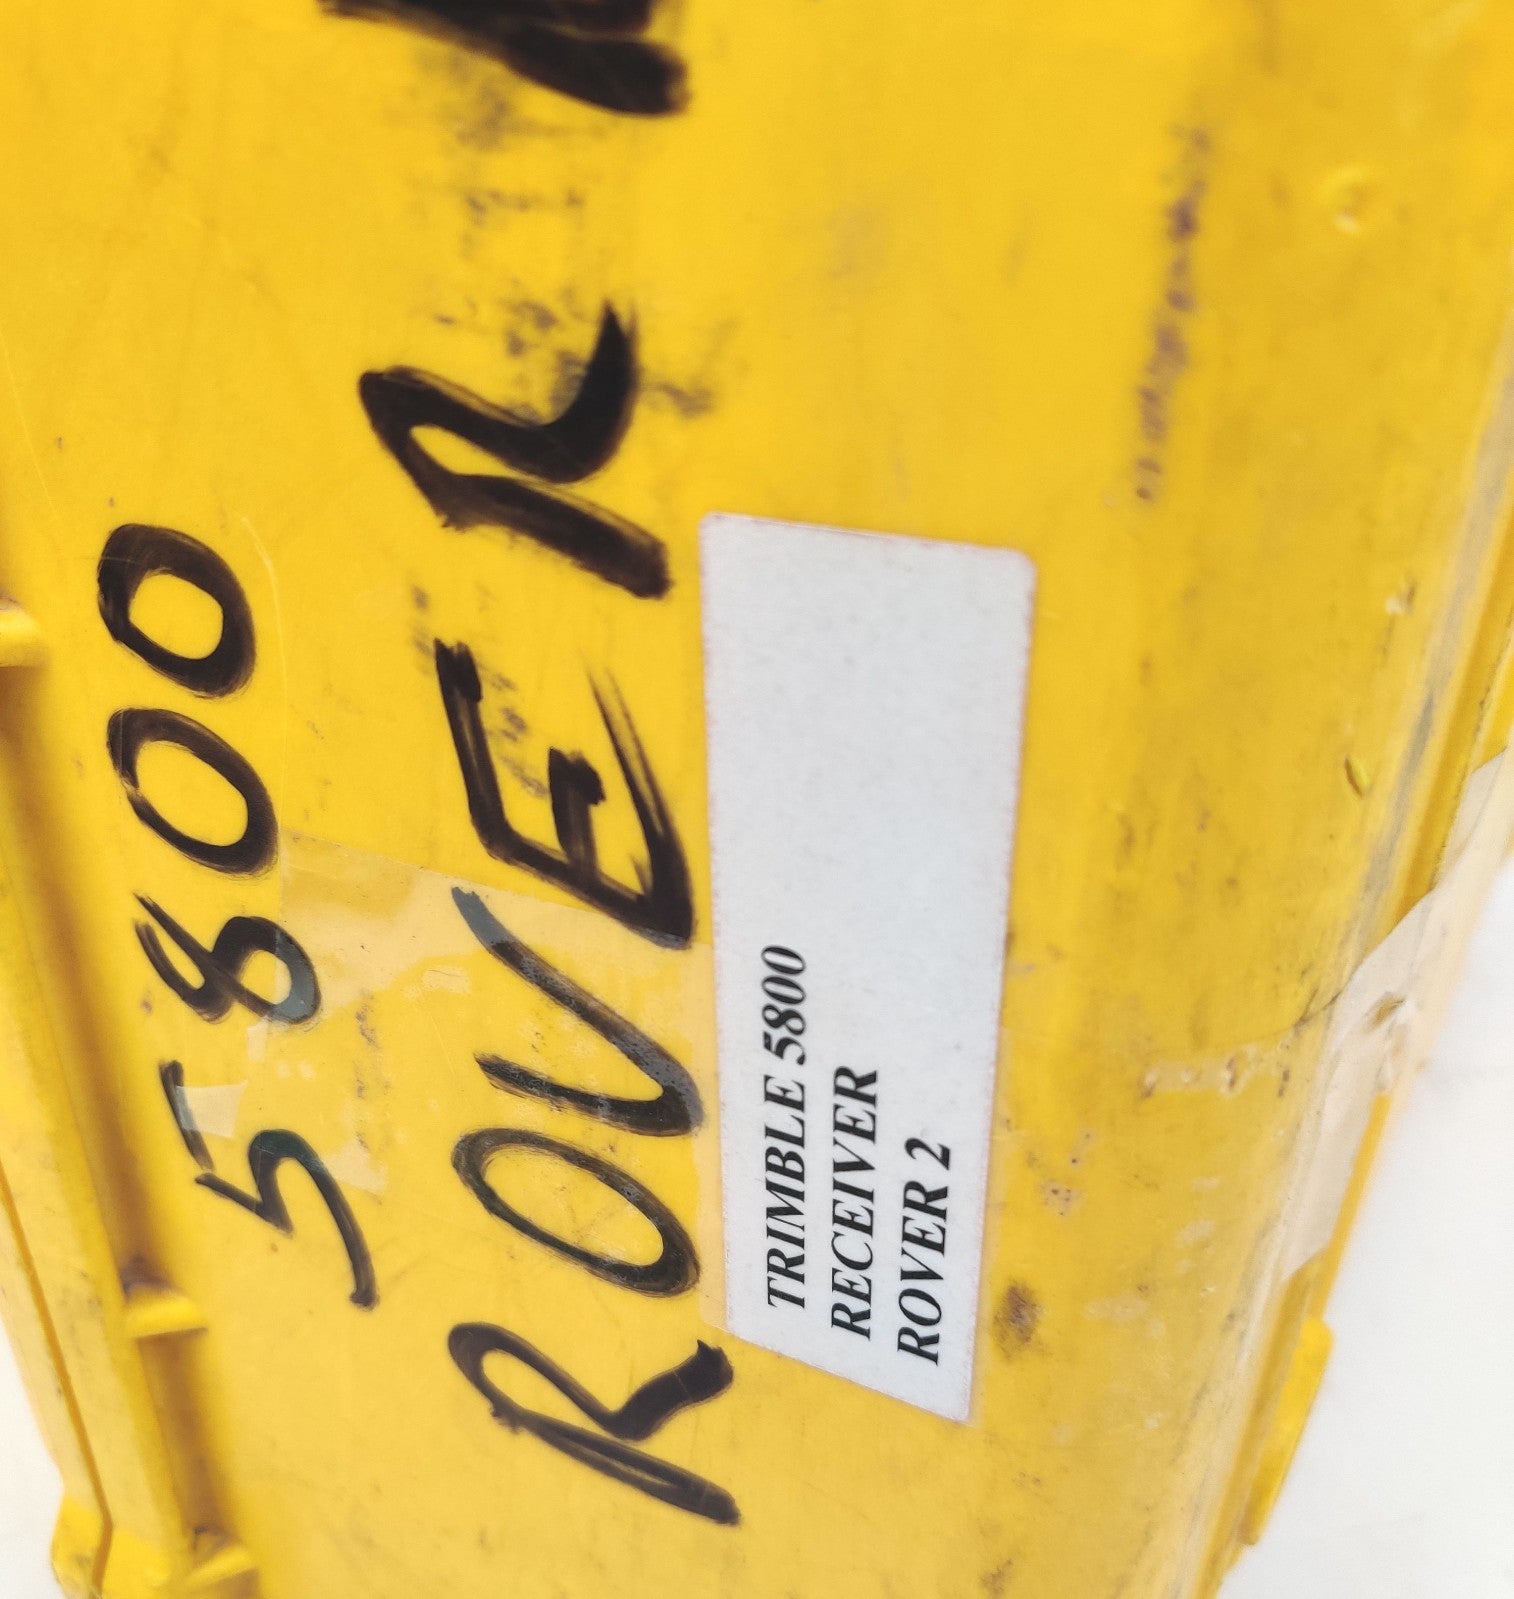 5800
ROVER
TRIMBLE 5800
RECEIVER
ROVER 2